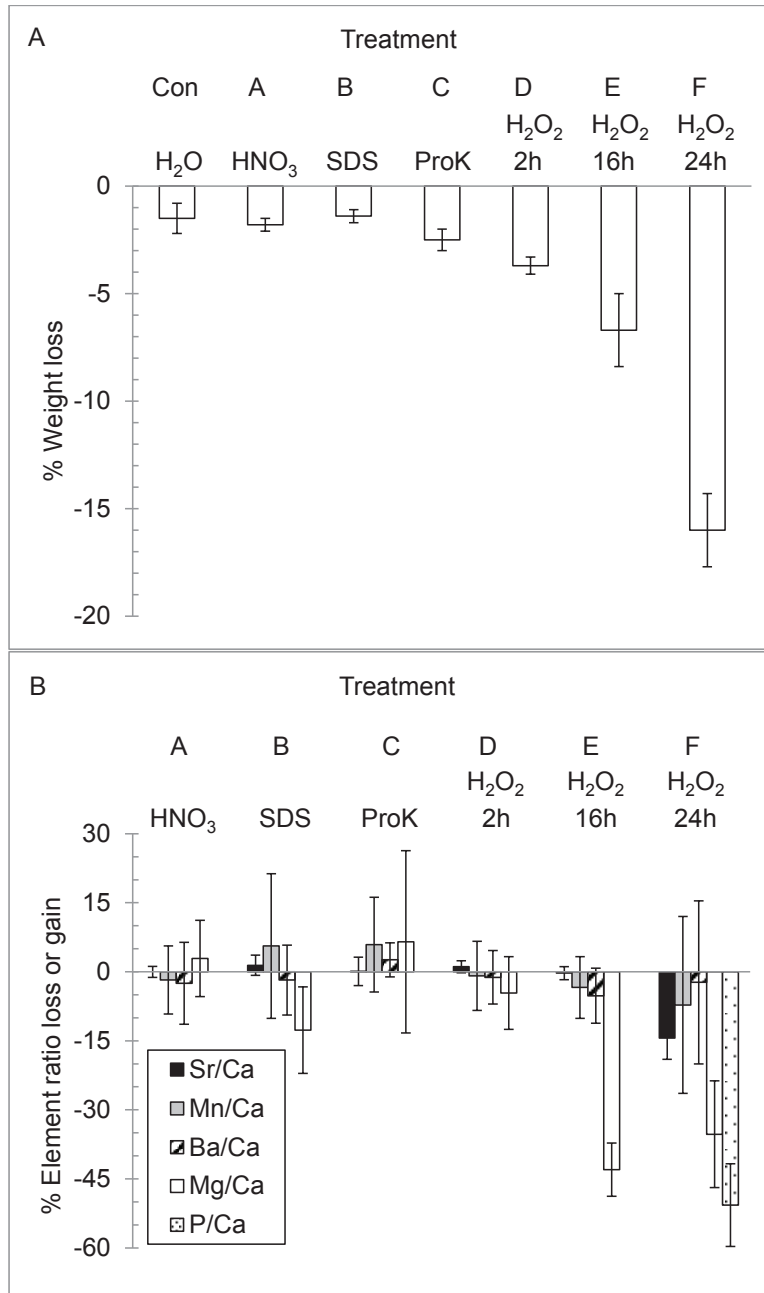 A
Treatment
Con A B C D E F
H₂O₂ H₂O₂ H₂O₂
H₂O HNO₃ SDS ProK 2h 16h 24h
0
-5
-10
-15
-20
% Weight loss
B
Treatment
A B C D E F
H₂O₂ H₂O₂ H₂O₂
HNO₃ SDS ProK 2h 16h 24h
30
15
0
-15
-30
-45
-60
% Element ratio loss or gain
Sr/Ca
Mn/Ca
Ba/Ca
Mg/Ca
P/Ca